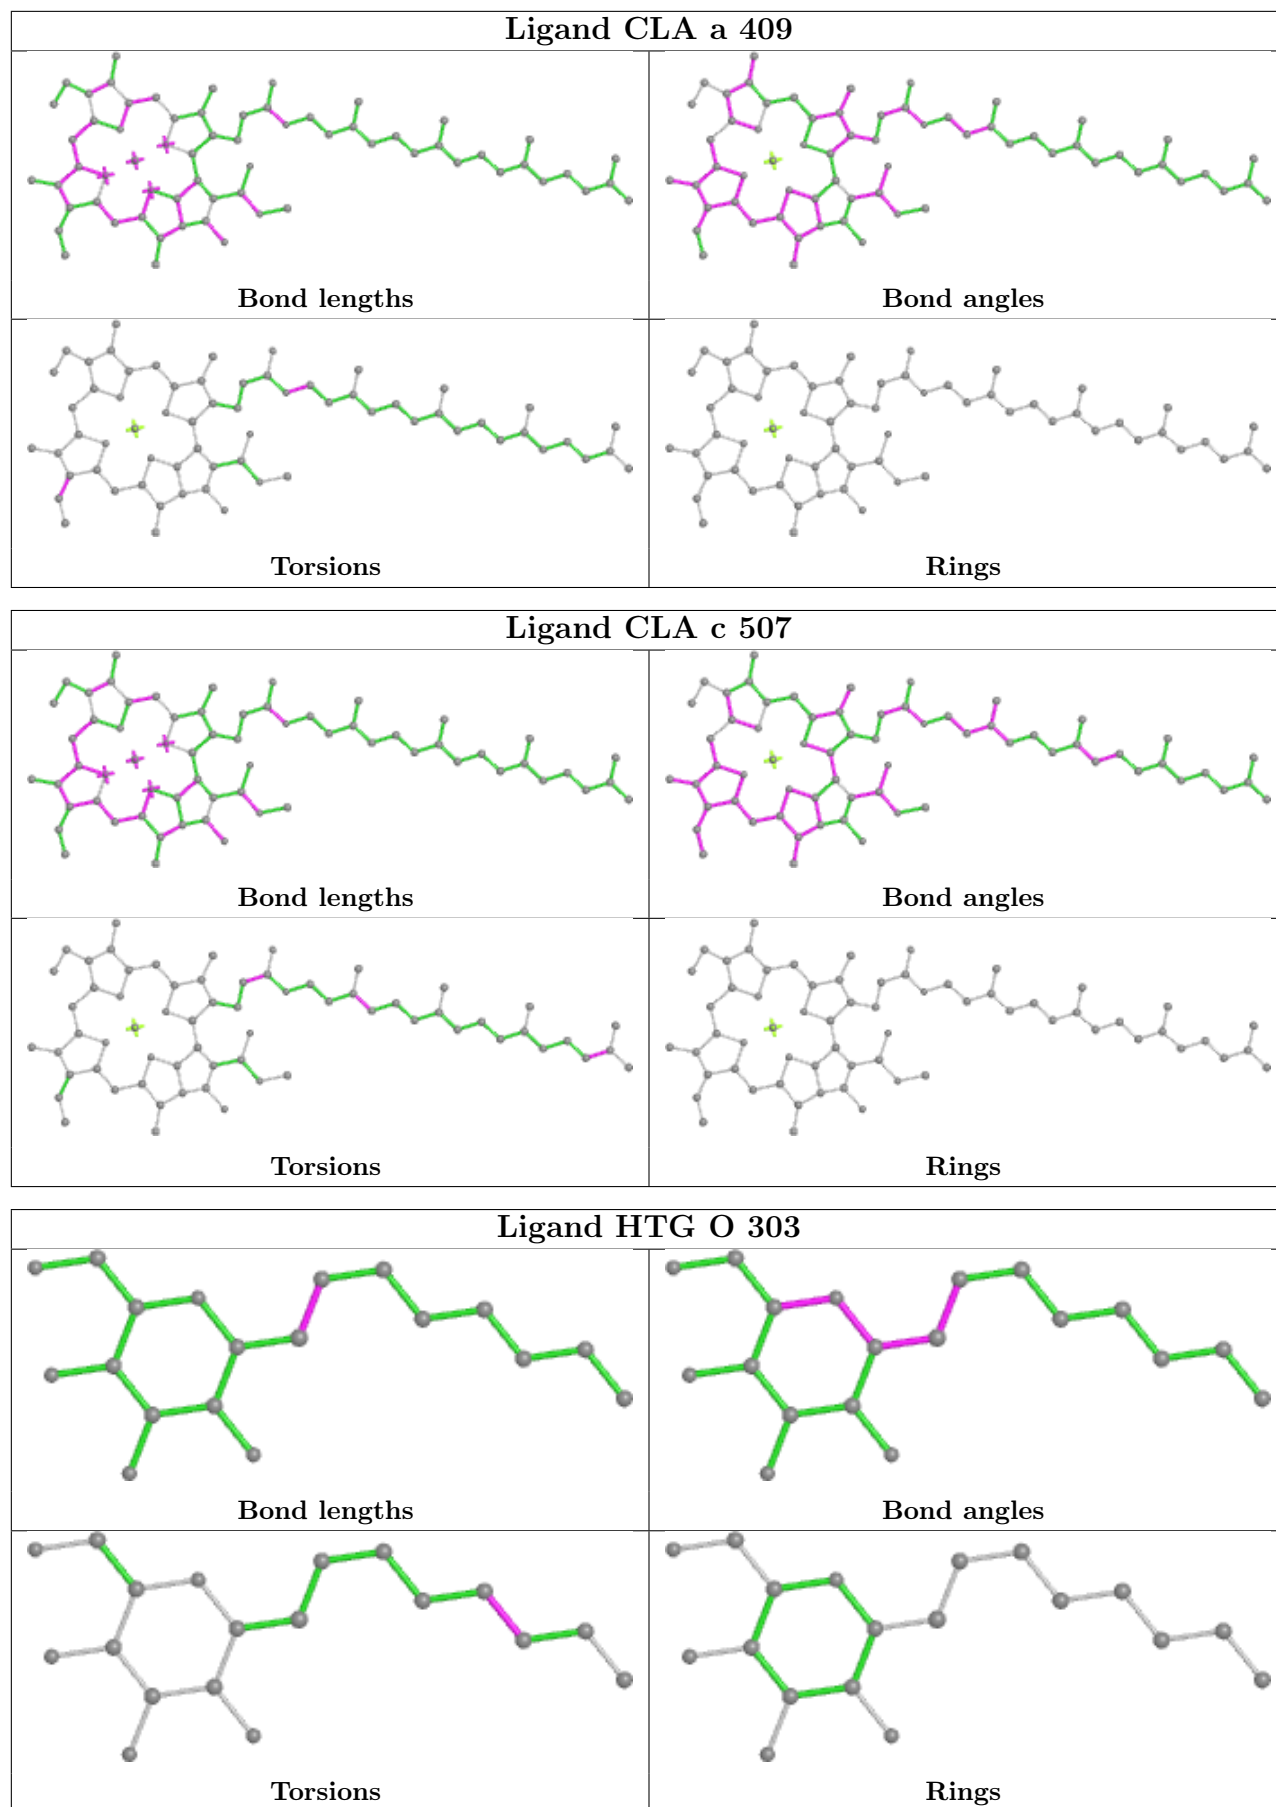 Ligand CLA a 409
Bond lengths
Bond angles
Torsions
Rings
Ligand CLA c 507
Bond lengths
Bond angles
Torsions
Rings
Ligand HTG O 303
Bond lengths
Bond angles
Torsions
Rings